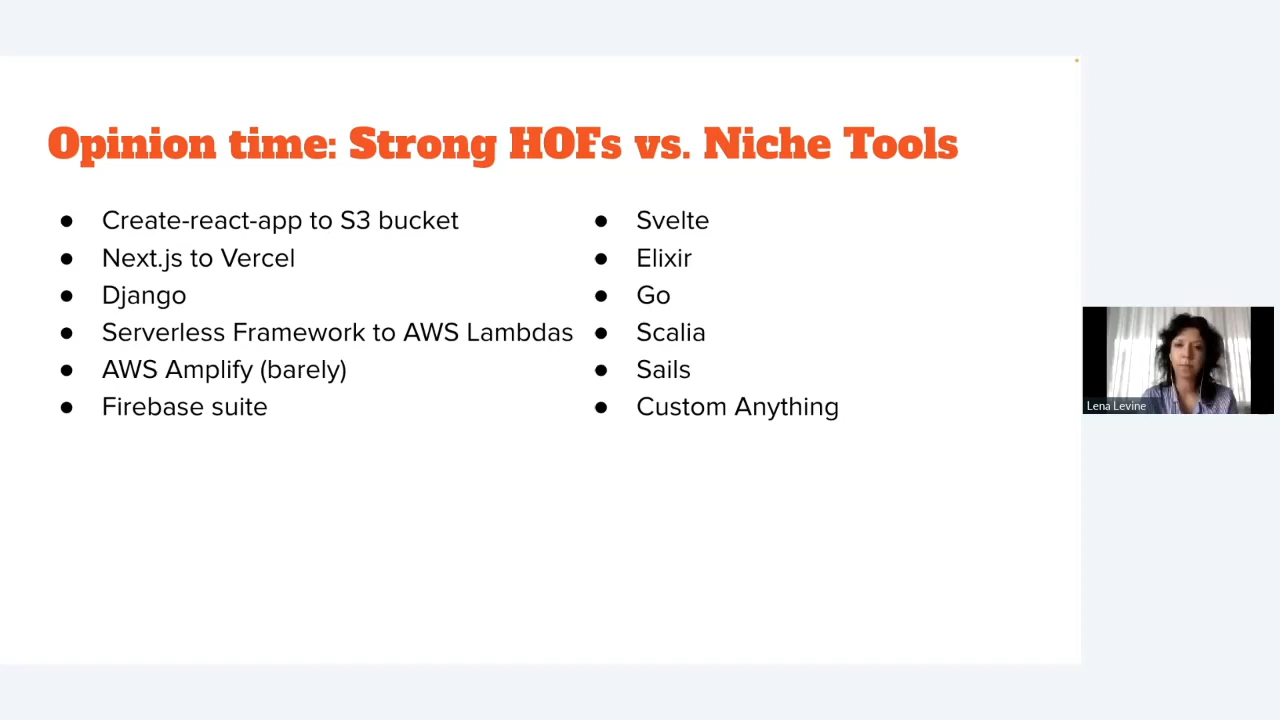 Opinion time: Strong HOFs vs. Niche Tools
● Create-react-app to S3 bucket
● Next.js to Vercel
● Django
● Serverless Framework to AWS Lambdas
● AWS Amplify (barely)
● Firebase suite
● Svelte
● Elixir
● Go
● Scalia
● Sails
● Custom Anything
Lena Levine